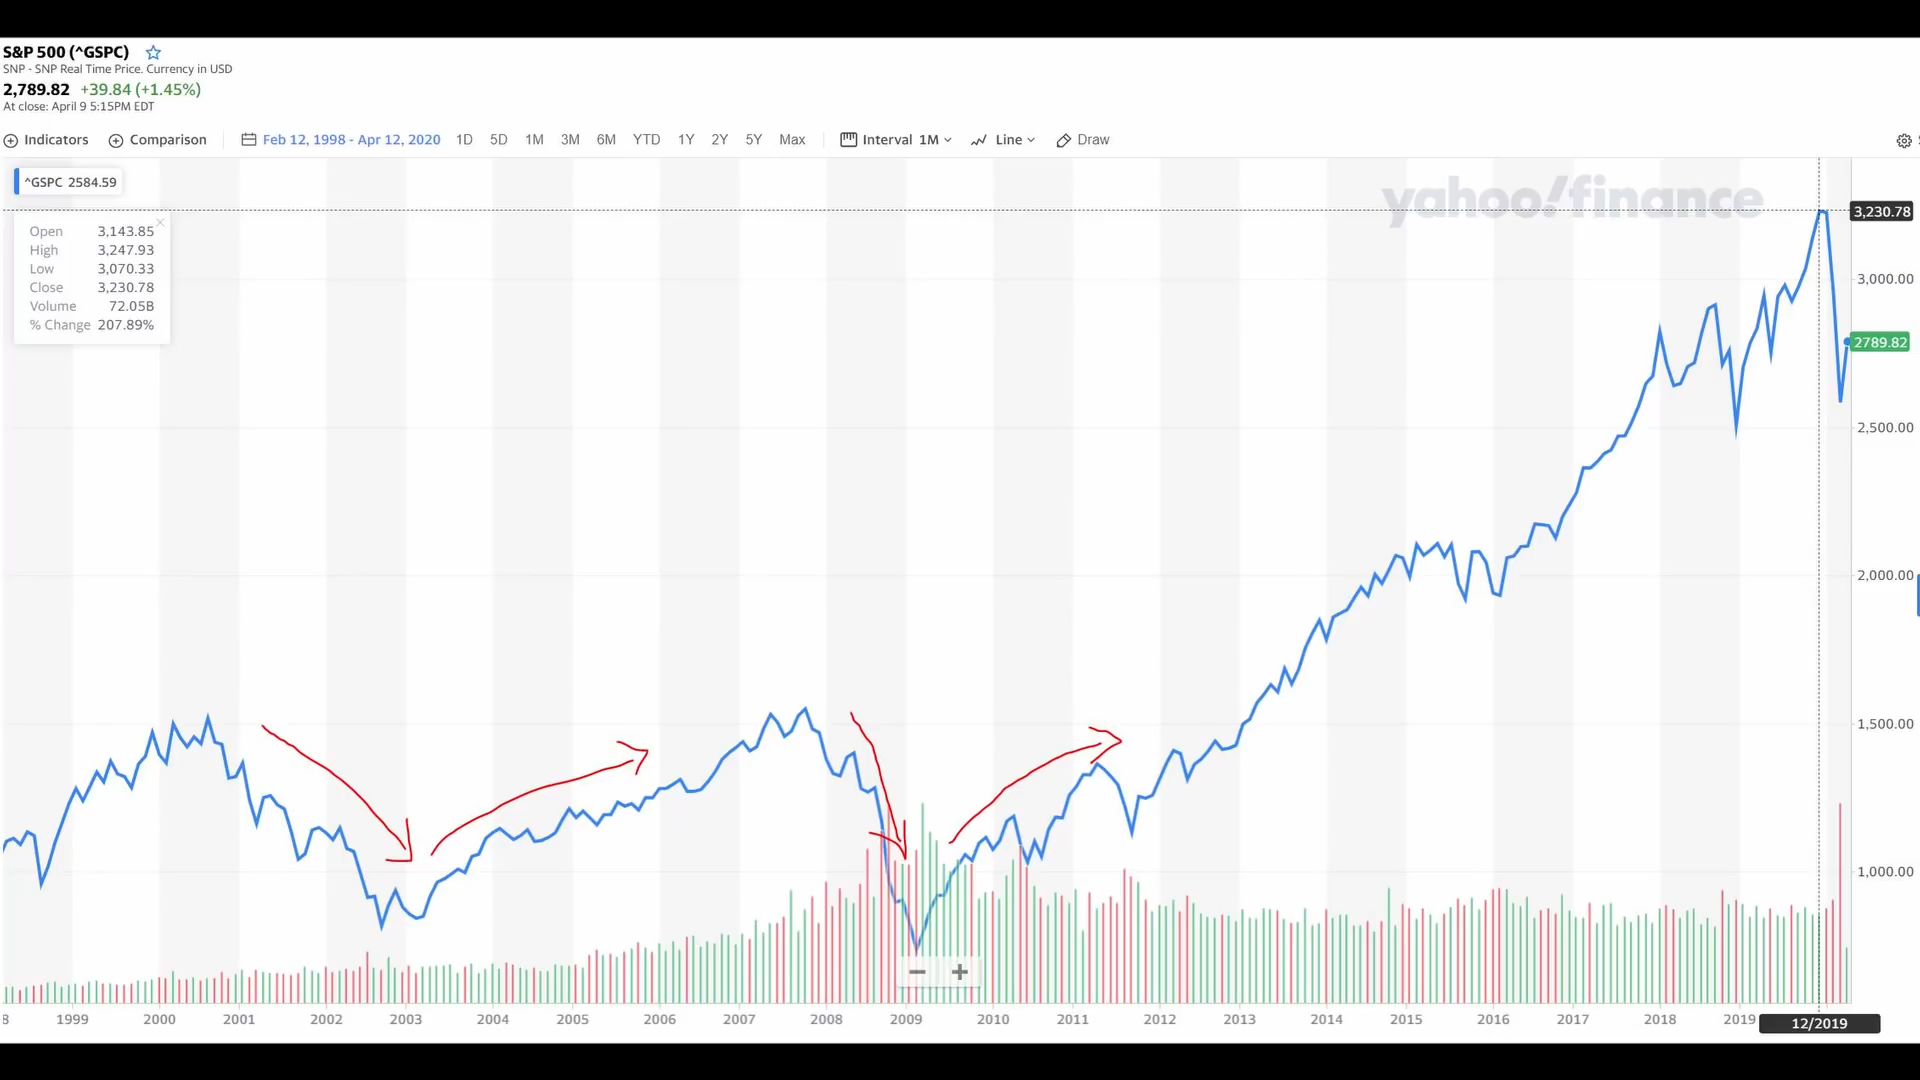 S&P 500 (^GSPC)
SNP - SNP Real Time Price. Currency in USD
2,789.82 +39.84 (+1.45%)
At close: April 9 5:15PM EDT
Indicators Comparison Feb 12, 1998 - Apr 12, 2020 1D 5D 1M 3M 6M YTD 1Y 2Y 5Y Max Interval 1M Line Draw
^GSPC 2584.59
yahoo!finance
Open 3,143.85
High 3,247.93
Low 3,070.33
Close 3,230.78
Volume 72.05B
% Change 207.89%
3,230.78
3,000.00
2789.82
2,500.00
2,000.00
1,500.00
1,000.00
8 1999 2000 2001 2002 2003 2004 2005 2006 2007 2008 2009 2010 2011 2012 2013 2014 2015 2016 2017 2018 2019 12/2019